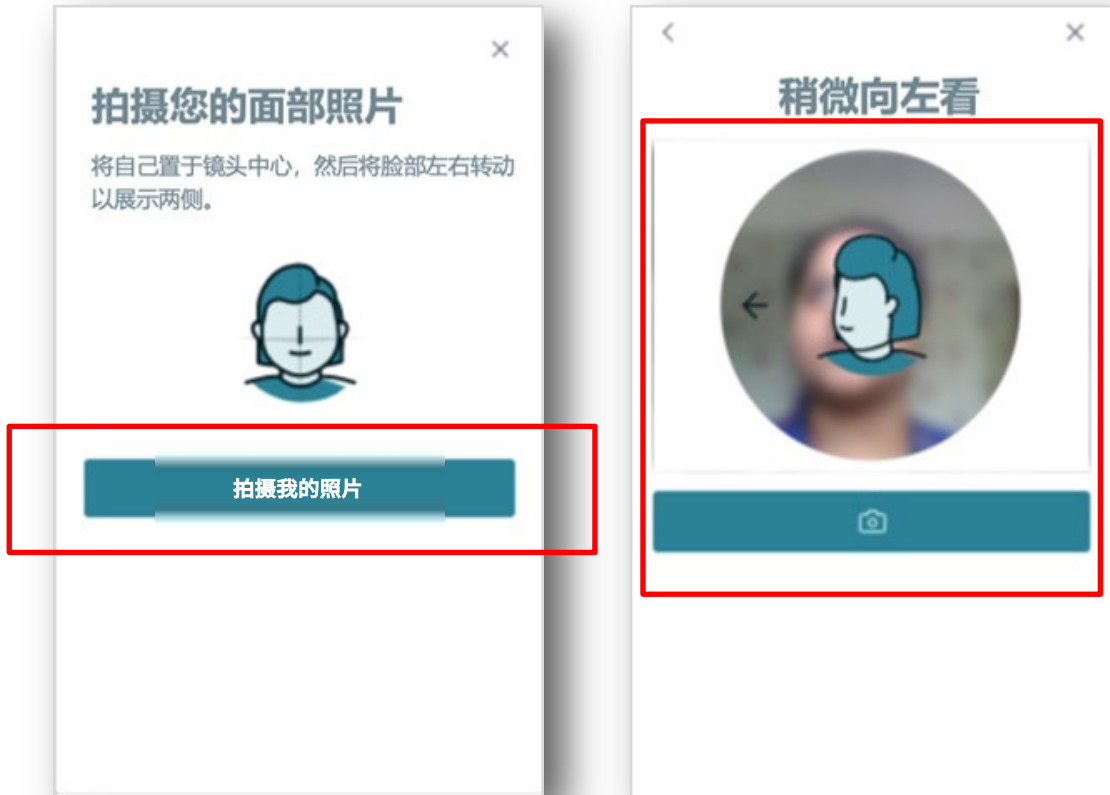 拍摄您的面部照片
将自己置于镜头中心，然后将脸部左右转动
以展示两侧。
拍摄我的照片
稍微向左看